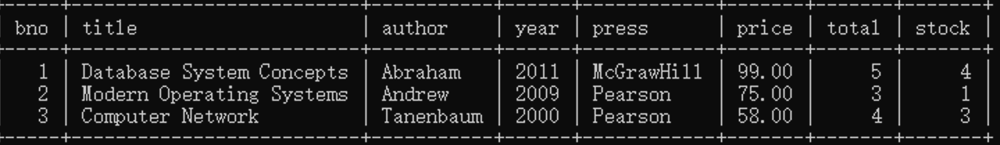 bno | title | author | year | press | price | total | stock |
1 | Database System Concepts | Abraham | 2011 | McGrawHill | 99.00 | 5 | 4 |
2 | Modern Operating Systems | Andrew | 2009 | Pearson | 75.00 | 3 | 1 |
3 | Computer Network | Tanenbaum | 2000 | Pearson | 58.00 | 4 | 3 |